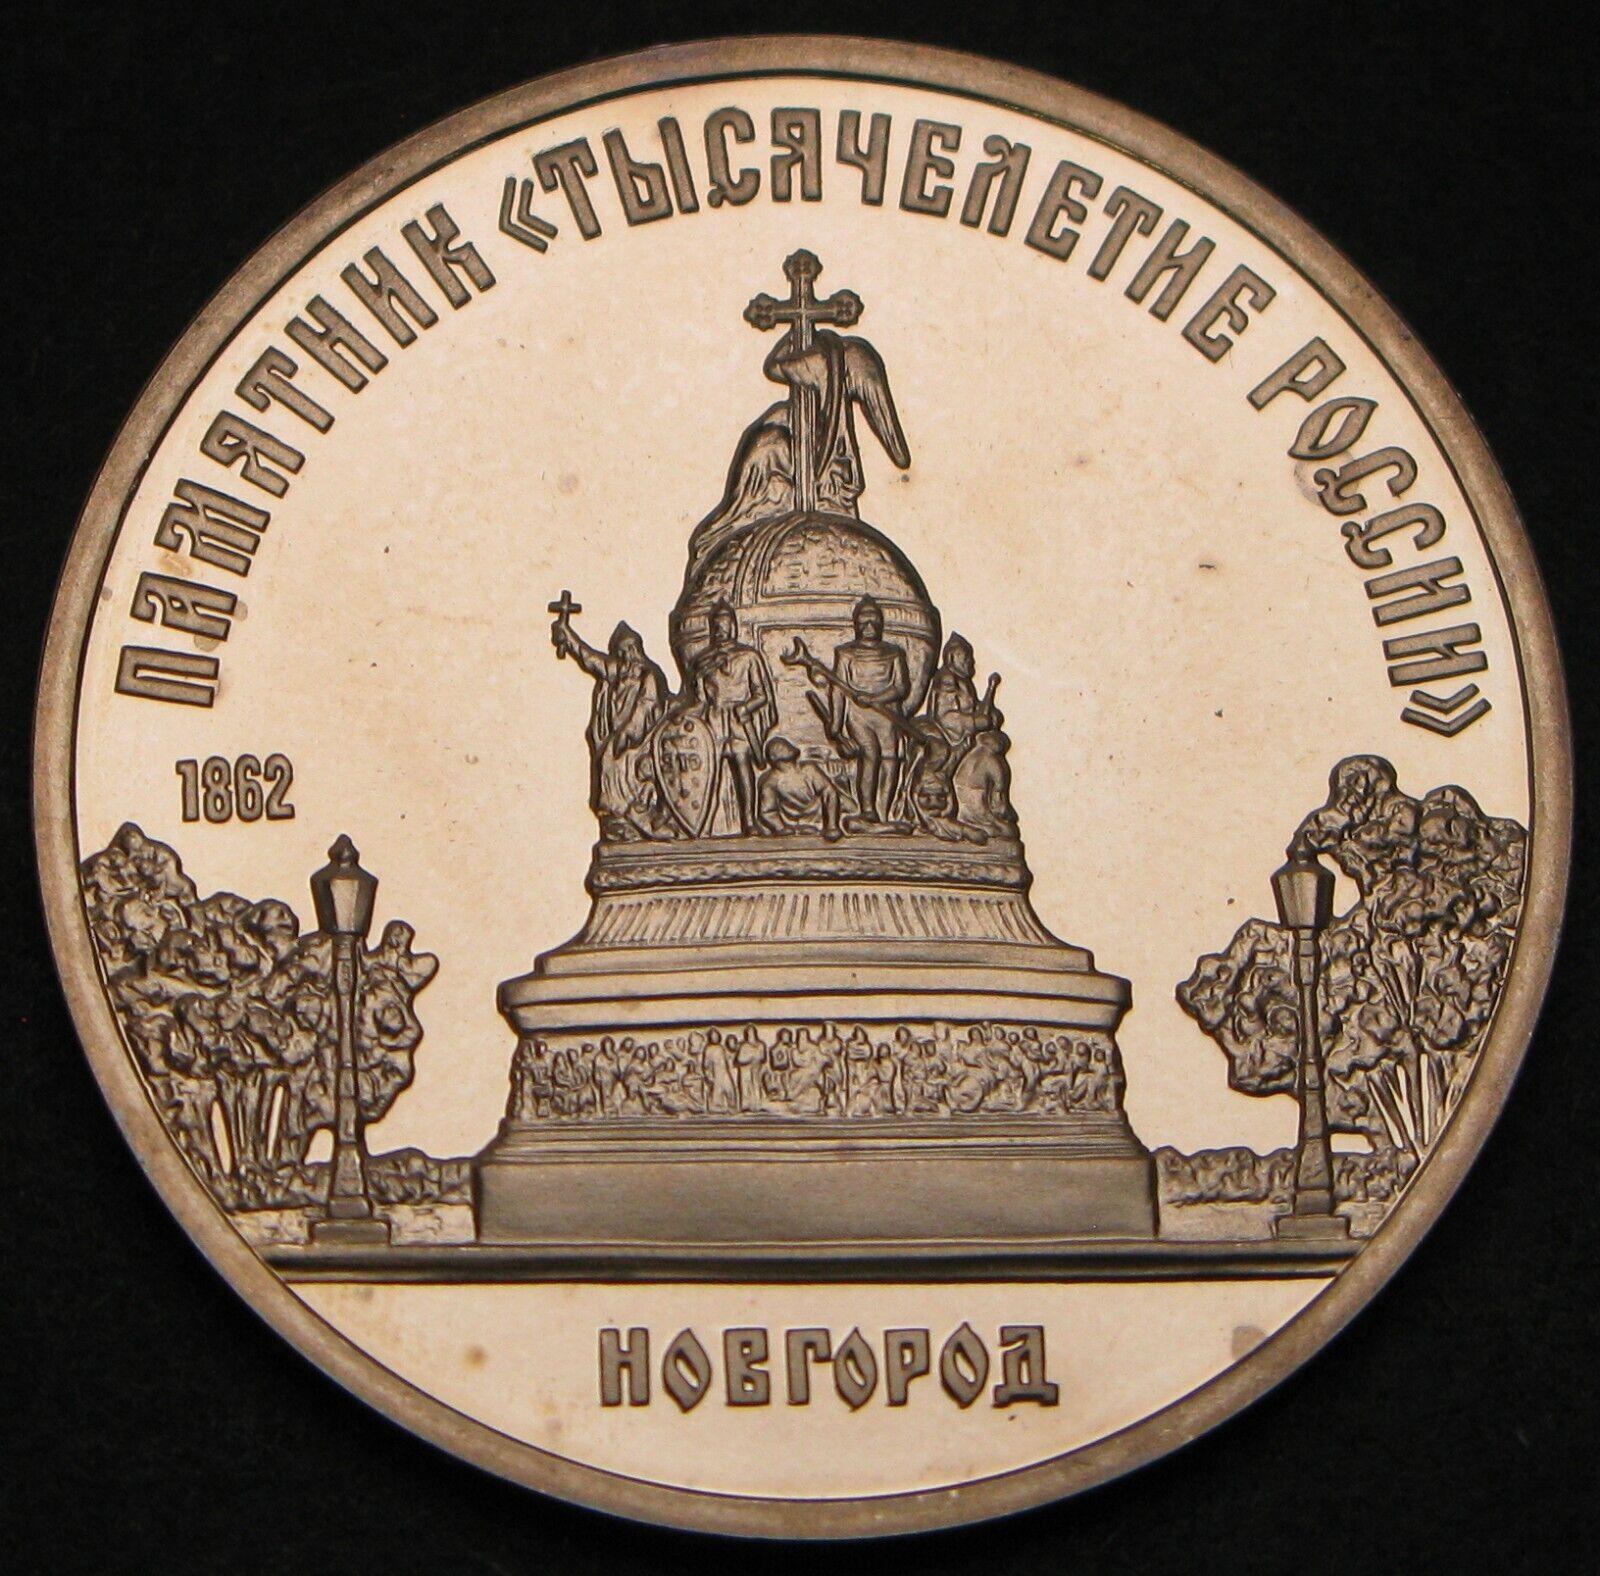 ПАМЯТНИК «ТЫСЯЧЕЛЕТИЕ РОССИИ»
1862
НОВГОРОД